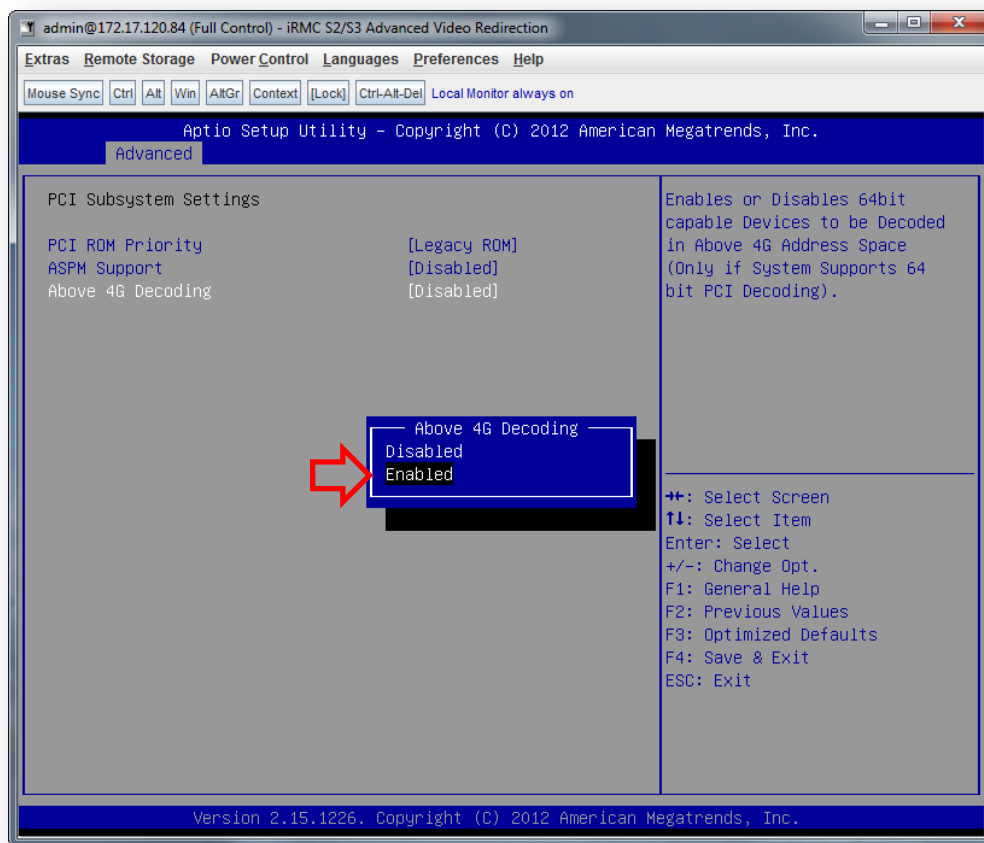 admin@172.17.120.84 (Full Control) - iRMC S2/S3 Advanced Video Redirection
Extras Remote Storage Power Control Languages Preferences Help
Mouse Sync Ctrl Alt Win AltGr Context [Lock] Ctrl-Alt-Del Local Monitor always on
Aptio Setup Utility - Copyright (C) 2012 American Megatrends, Inc.
Advanced
PCI Subsystem Settings
PCI ROM Priority [Legacy ROM]
ASPM Support [Disabled]
Above 4G Decoding [Disabled]
Enables or Disables 64bit
capable Devices to be Decoded
in Above 4G Address Space
(Only if System Supports 64
bit PCI Decoding).
Above 4G Decoding
Disabled
Enabled
→←: Select Screen
↑↓: Select Item
Enter: Select
+/-: Change Opt.
F1: General Help
F2: Previous Values
F3: Optimized Defaults
F4: Save & Exit
ESC: Exit
Version 2.15.1226. Copyright (C) 2012 American Megatrends, Inc.